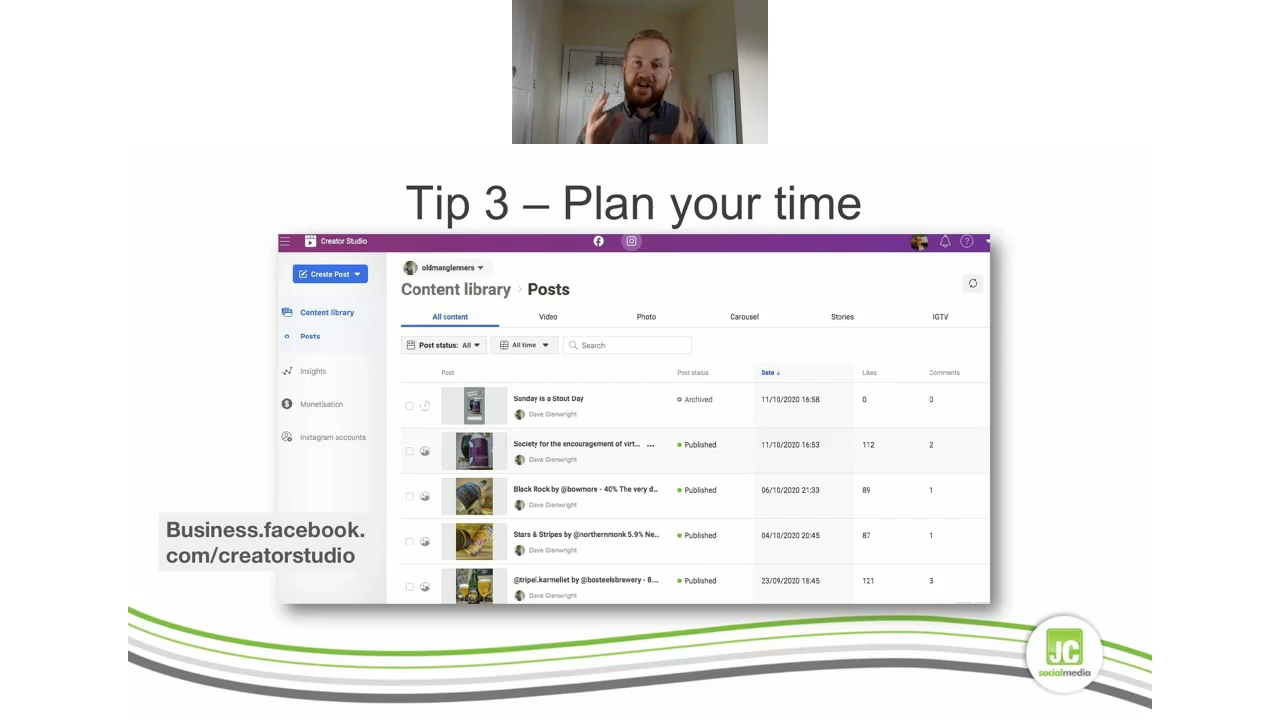 Tip 3 – Plan your time
Creator Studio
Create Post
oldmanglenners
Content library › Posts
Content library
Posts
Insights
Monetisation
Instagram accounts
All content Video Photo Carousel Stories IGTV
Post status: All All time Search
Post Post status Date ↓ Likes Comments
Sunday is a Stout Day Archived 11/10/2020 16:58 0 0
Dave Glenwright
Society for the encouragement of virt... ... Published 11/10/2020 16:53 112 2
Dave Glenwright
Black Rock by @bowmore - 40% The very d... Published 06/10/2020 21:33 89 1
Dave Glenwright
Stars & Stripes by @northernmonk 5.9% Ne... Published 04/10/2020 20:45 87 1
Dave Glenwright
@tripel.karmeliet by @bosteelsbrewery - 8.... Published 23/09/2020 18:45 121 3
Dave Glenwright
Business.facebook.
com/creatorstudio
JC
socialmedia